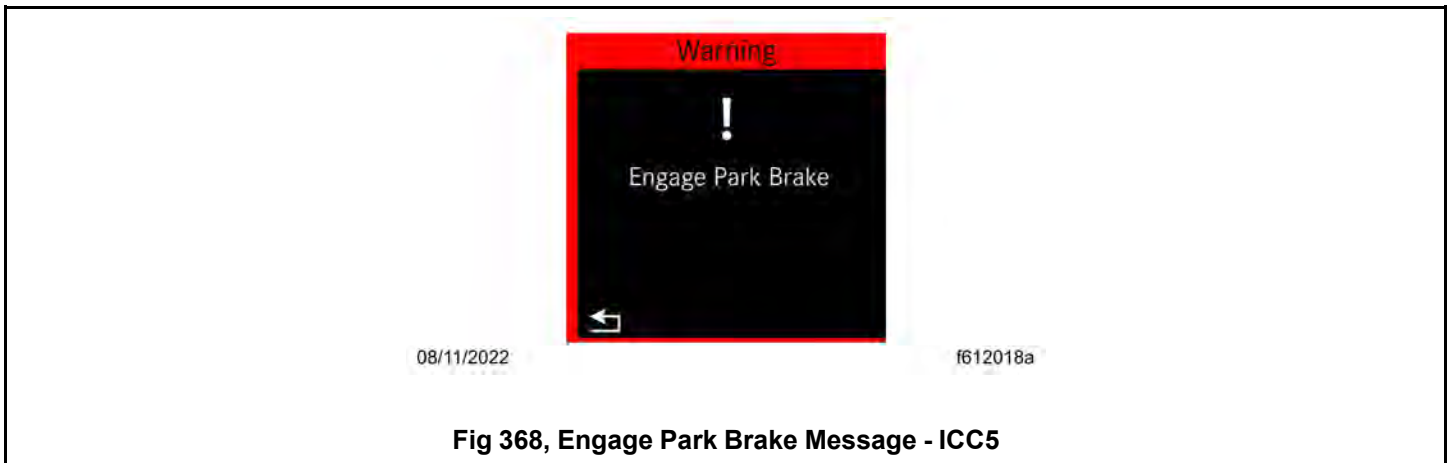 Warning
!
Engage Park Brake
08/11/2022
f612018a
Fig 368, Engage Park Brake Message - ICC5